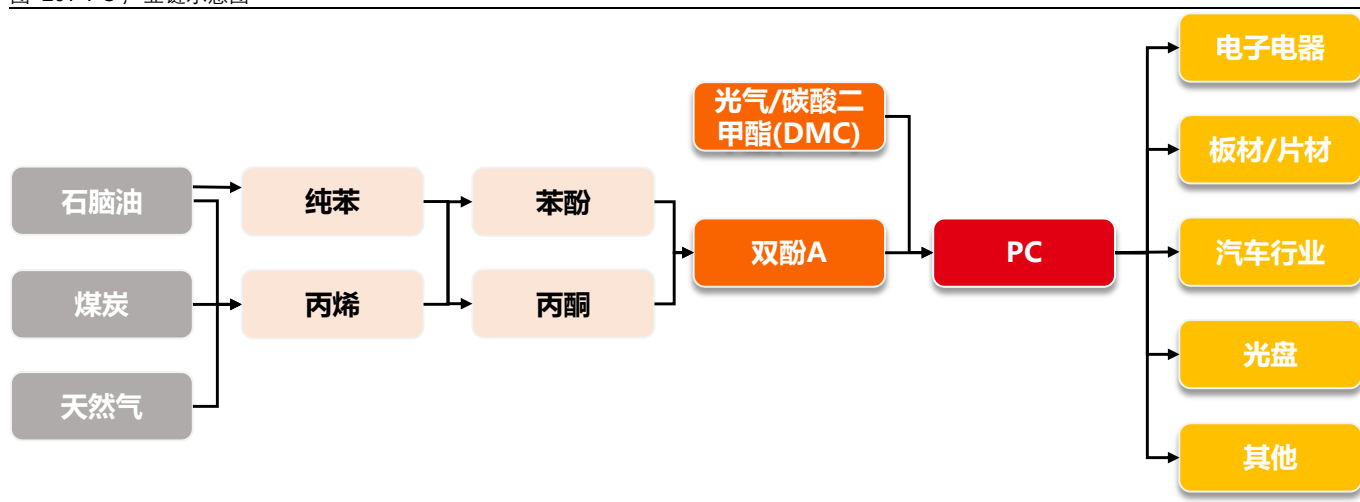 电子电器
光气/碳酸二
甲酯(DMC)
板材/片材
石脑油
纯苯
苯酚
双酚A
PC
汽车行业
煤炭
丙烯
丙酮
光盘
天然气
其他